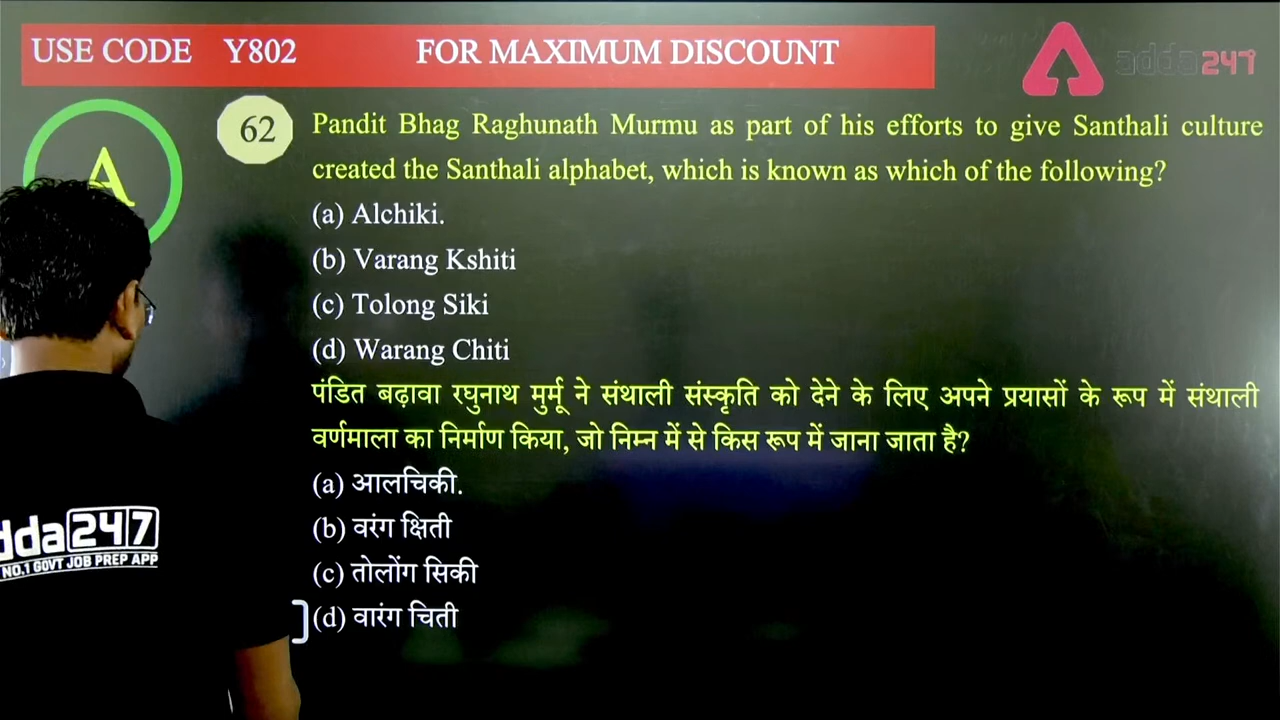 USE CODE Y802 FOR MAXIMUM DISCOUNT
adda247
A
62
Pandit Bhag Raghunath Murmu as part of his efforts to give Santhali culture
created the Santhali alphabet, which is known as which of the following?
(a) Alchiki.
(b) Varang Kshiti
(c) Tolong Siki
(d) Warang Chiti
पंडित बढ़ावा रघुनाथ मुर्मू ने संथाली संस्कृति को देने के लिए अपने प्रयासों के रूप में संथाली
वर्णमाला का निर्माण किया, जो निम्न में से किस रूप में जाना जाता है?
(a) आलचिकी.
(b) वरंग क्षिती
(c) तोलोंग सिकी
(d) वारंग चिती
dda247
NO.1 GOVT JOB PREP APP